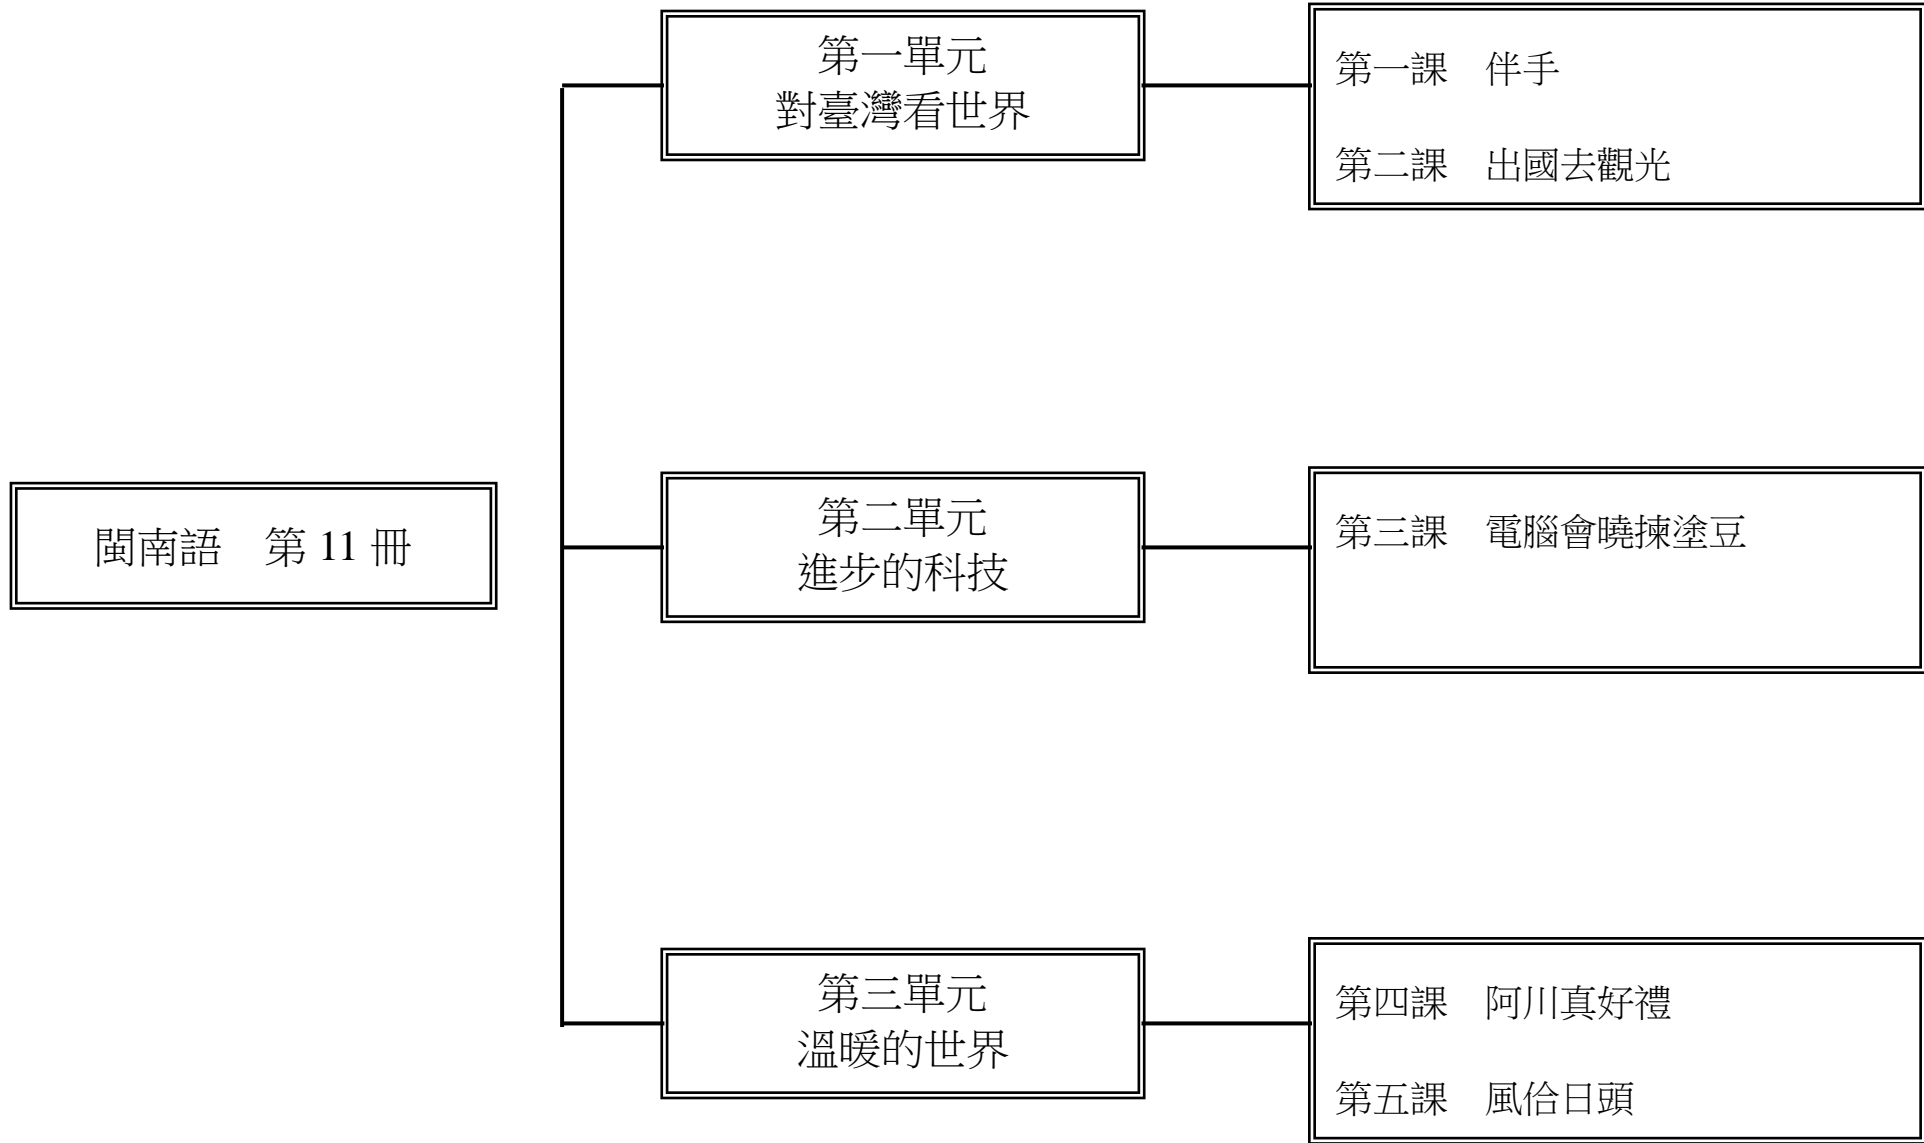 閩南語　第 11 冊
第一單元
對臺灣看世界
第一課　伴手
第二課　出國去觀光
第二單元
進步的科技
第三課　電腦會曉揀塗豆
第三單元
溫暖的世界
第四課　阿川真好禮
第五課　風佮日頭